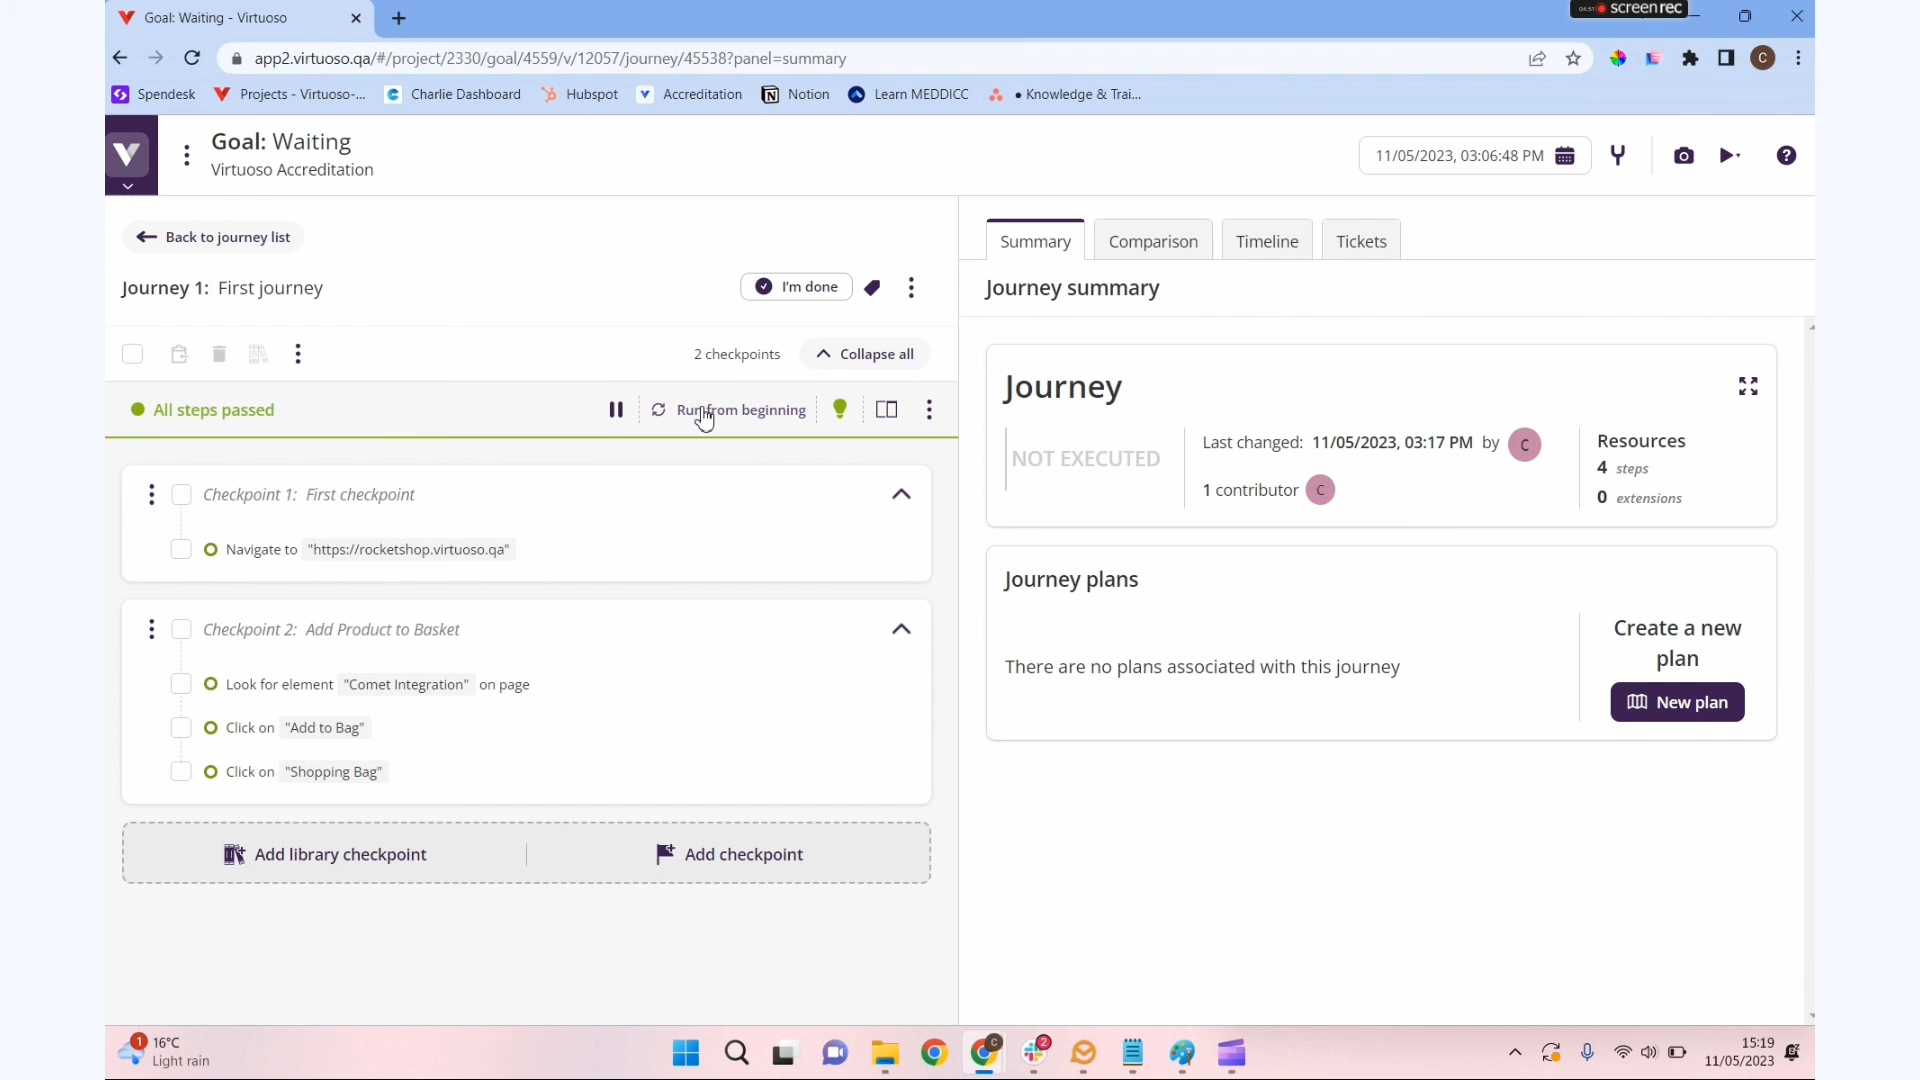 Goal: Waiting - Virtuoso
screenrec
app2.virtuoso.qa/#/project/2330/goal/4559/v/12057/journey/45538?panel=summary
C
Spendesk
Projects - Virtuoso-...
Charlie Dashboard
Hubspot
Accreditation
Notion
Learn MEDDICC
• Knowledge & Trai...
Goal: Waiting
Virtuoso Accreditation
11/05/2023, 03:06:48 PM
Back to journey list
Journey 1: First journey
I'm done
2 checkpoints
Collapse all
All steps passed
Run from beginning
Checkpoint 1: First checkpoint
Navigate to "https://rocketshop.virtuoso.qa"
Checkpoint 2: Add Product to Basket
Look for element "Comet Integration" on page
Click on "Add to Bag"
Click on "Shopping Bag"
Add library checkpoint
Add checkpoint
Summary
Comparison
Timeline
Tickets
Journey summary
Journey
NOT EXECUTED
Last changed: 11/05/2023, 03:17 PM by C
1 contributor C
Resources
4 steps
0 extensions
Journey plans
There are no plans associated with this journey
Create a new
plan
New plan
1
16°C
Light rain
C
2
15:19
11/05/2023